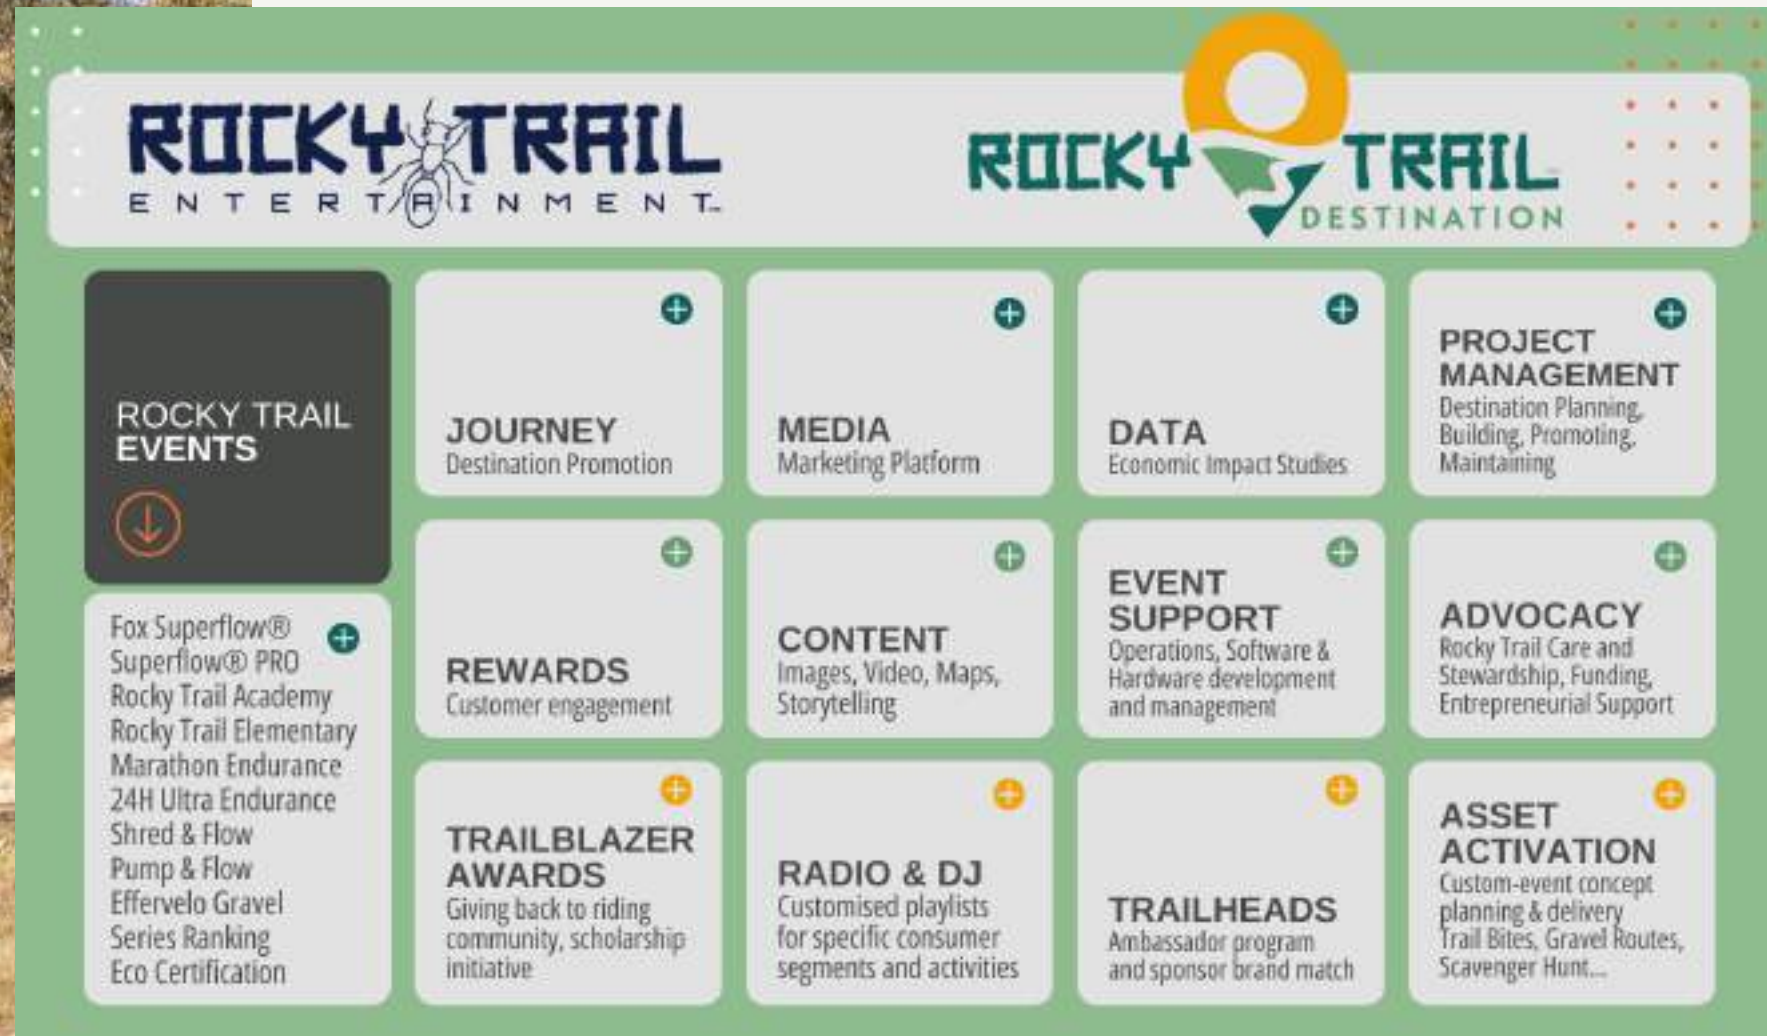 ROCKY TRAIL
ENTERTAINMENT™
ROCKY TRAIL™
DESTINATION
ROCKY TRAIL
EVENTS
Fox Superflow®
Superflow® PRO
Rocky Trail Academy
Rocky Trail Elementary
Marathon Endurance
24H Ultra Endurance
Shred & Flow
Pump & Flow
Effervelo Gravel
Series Ranking
Eco Certification
JOURNEY
Destination Promotion
MEDIA
Marketing Platform
DATA
Economic Impact Studies
PROJECT
MANAGEMENT
Destination Planning,
Building, Promoting,
Maintaining
REWARDS
Customer engagement
CONTENT
Images, Video, Maps,
Storytelling
EVENT
SUPPORT
Operations, Software &
Hardware development
and management
ADVOCACY
Rocky Trail Care and
Stewardship, Funding,
Entrepreneurial Support
TRAILBLAZER
AWARDS
Giving back to riding
community, scholarship
initiative
RADIO & DJ
Customised playlists
for specific consumer
segments and activities
TRAILHEADS
Ambassador program
and sponsor brand match
ASSET
ACTIVATION
Custom-event concept
planning & delivery
Trail Bites, Gravel Routes,
Scavenger Hunt...